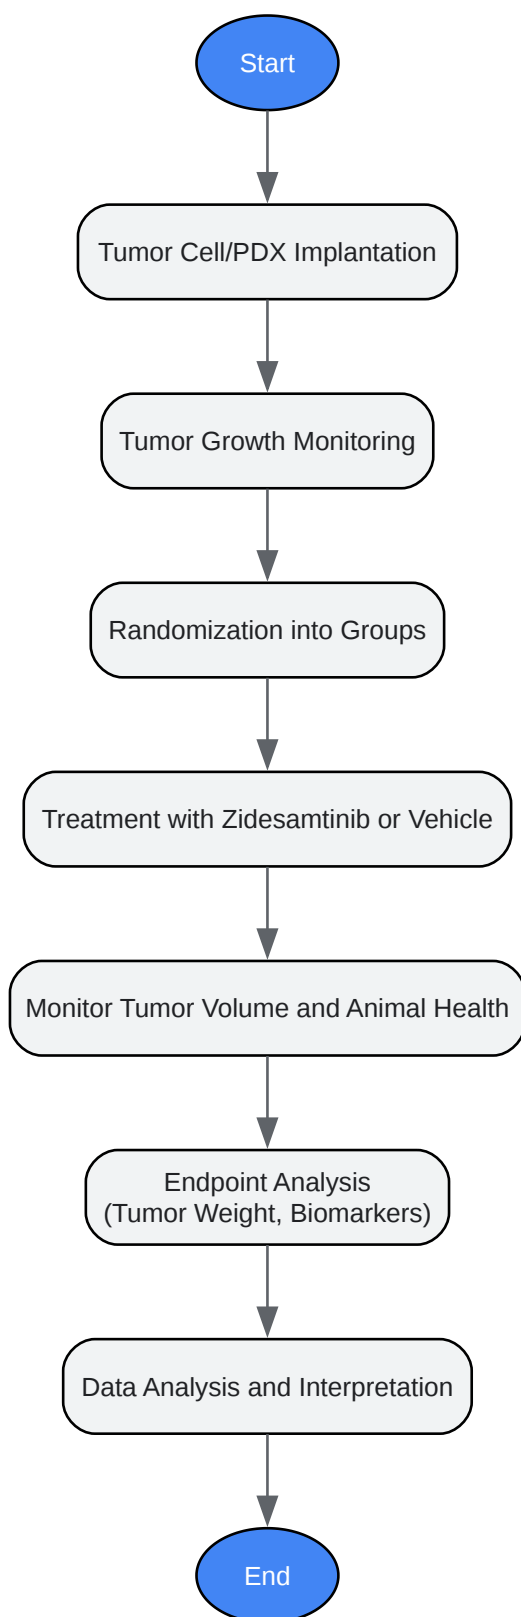 Start
Tumor Cell/PDX Implantation
Tumor Growth Monitoring
Randomization into Groups
Treatment with Zidesamtinib or Vehicle
Monitor Tumor Volume and Animal Health
Endpoint Analysis
(Tumor Weight, Biomarkers)
Data Analysis and Interpretation
End